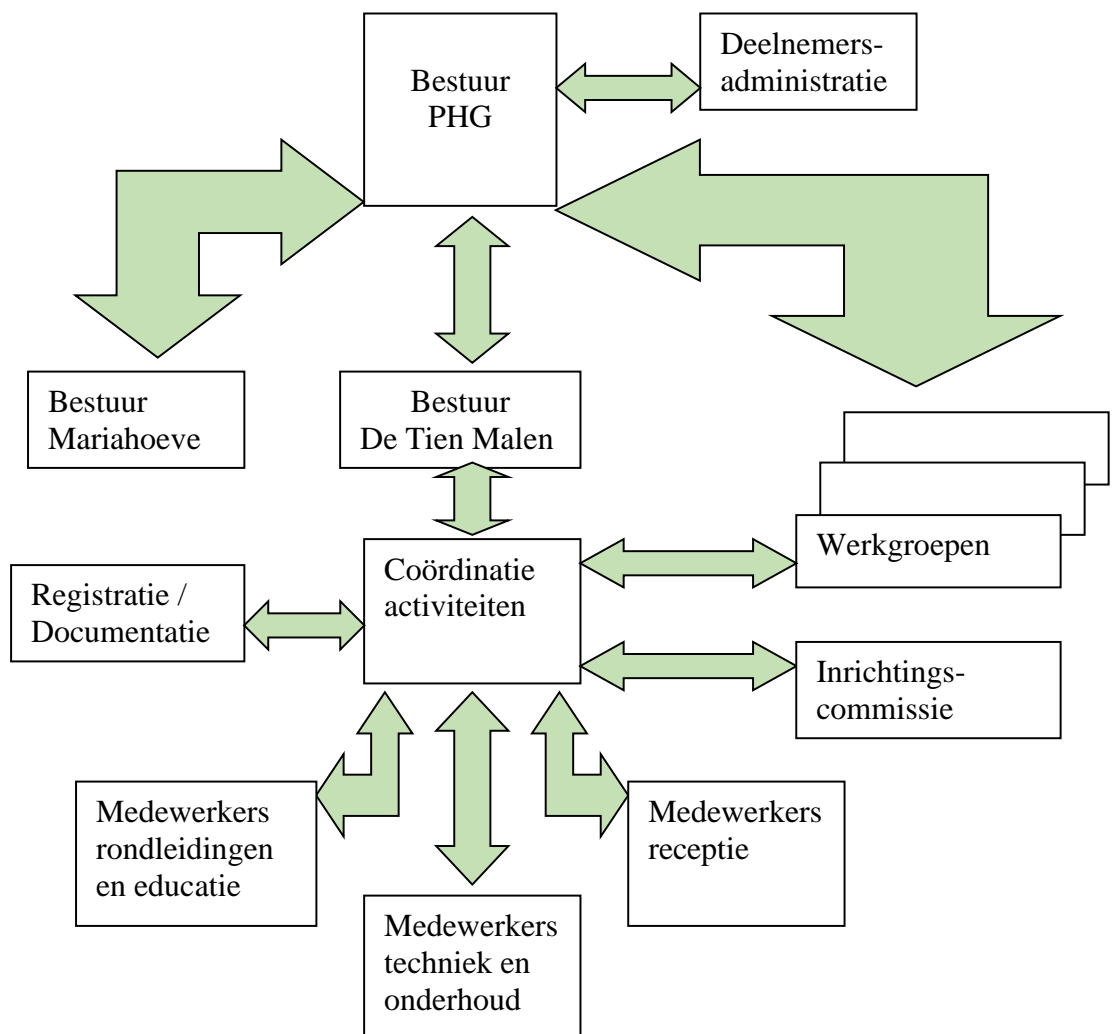 Bestuur
PHG
Deelnemers-
administratie
Bestuur
Mariahoeve
Bestuur
De Tien Malen
Werkgroepen
Coördinatie
activiteiten
Registratie /
Documentatie
Inrichtings-
commissie
Medewerkers
rondleidingen
en educatie
Medewerkers
receptie
Medewerkers
techniek en
onderhoud